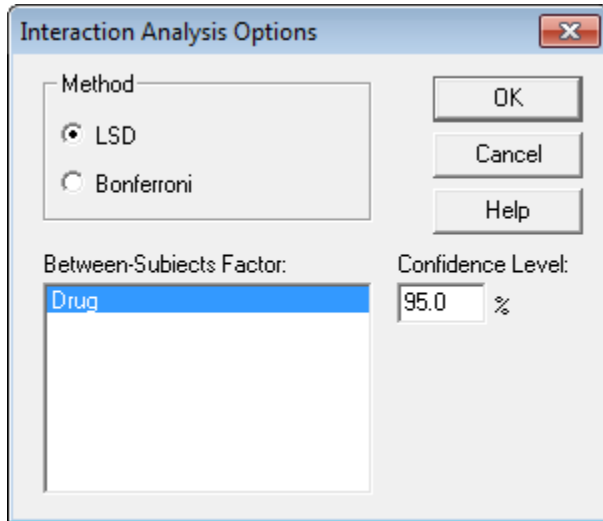 Interaction Analysis Options
Method
LSD
Bonferroni
OK
Cancel
Help
Between-Subjects Factor:
Drug
Confidence Level:
95.0 %